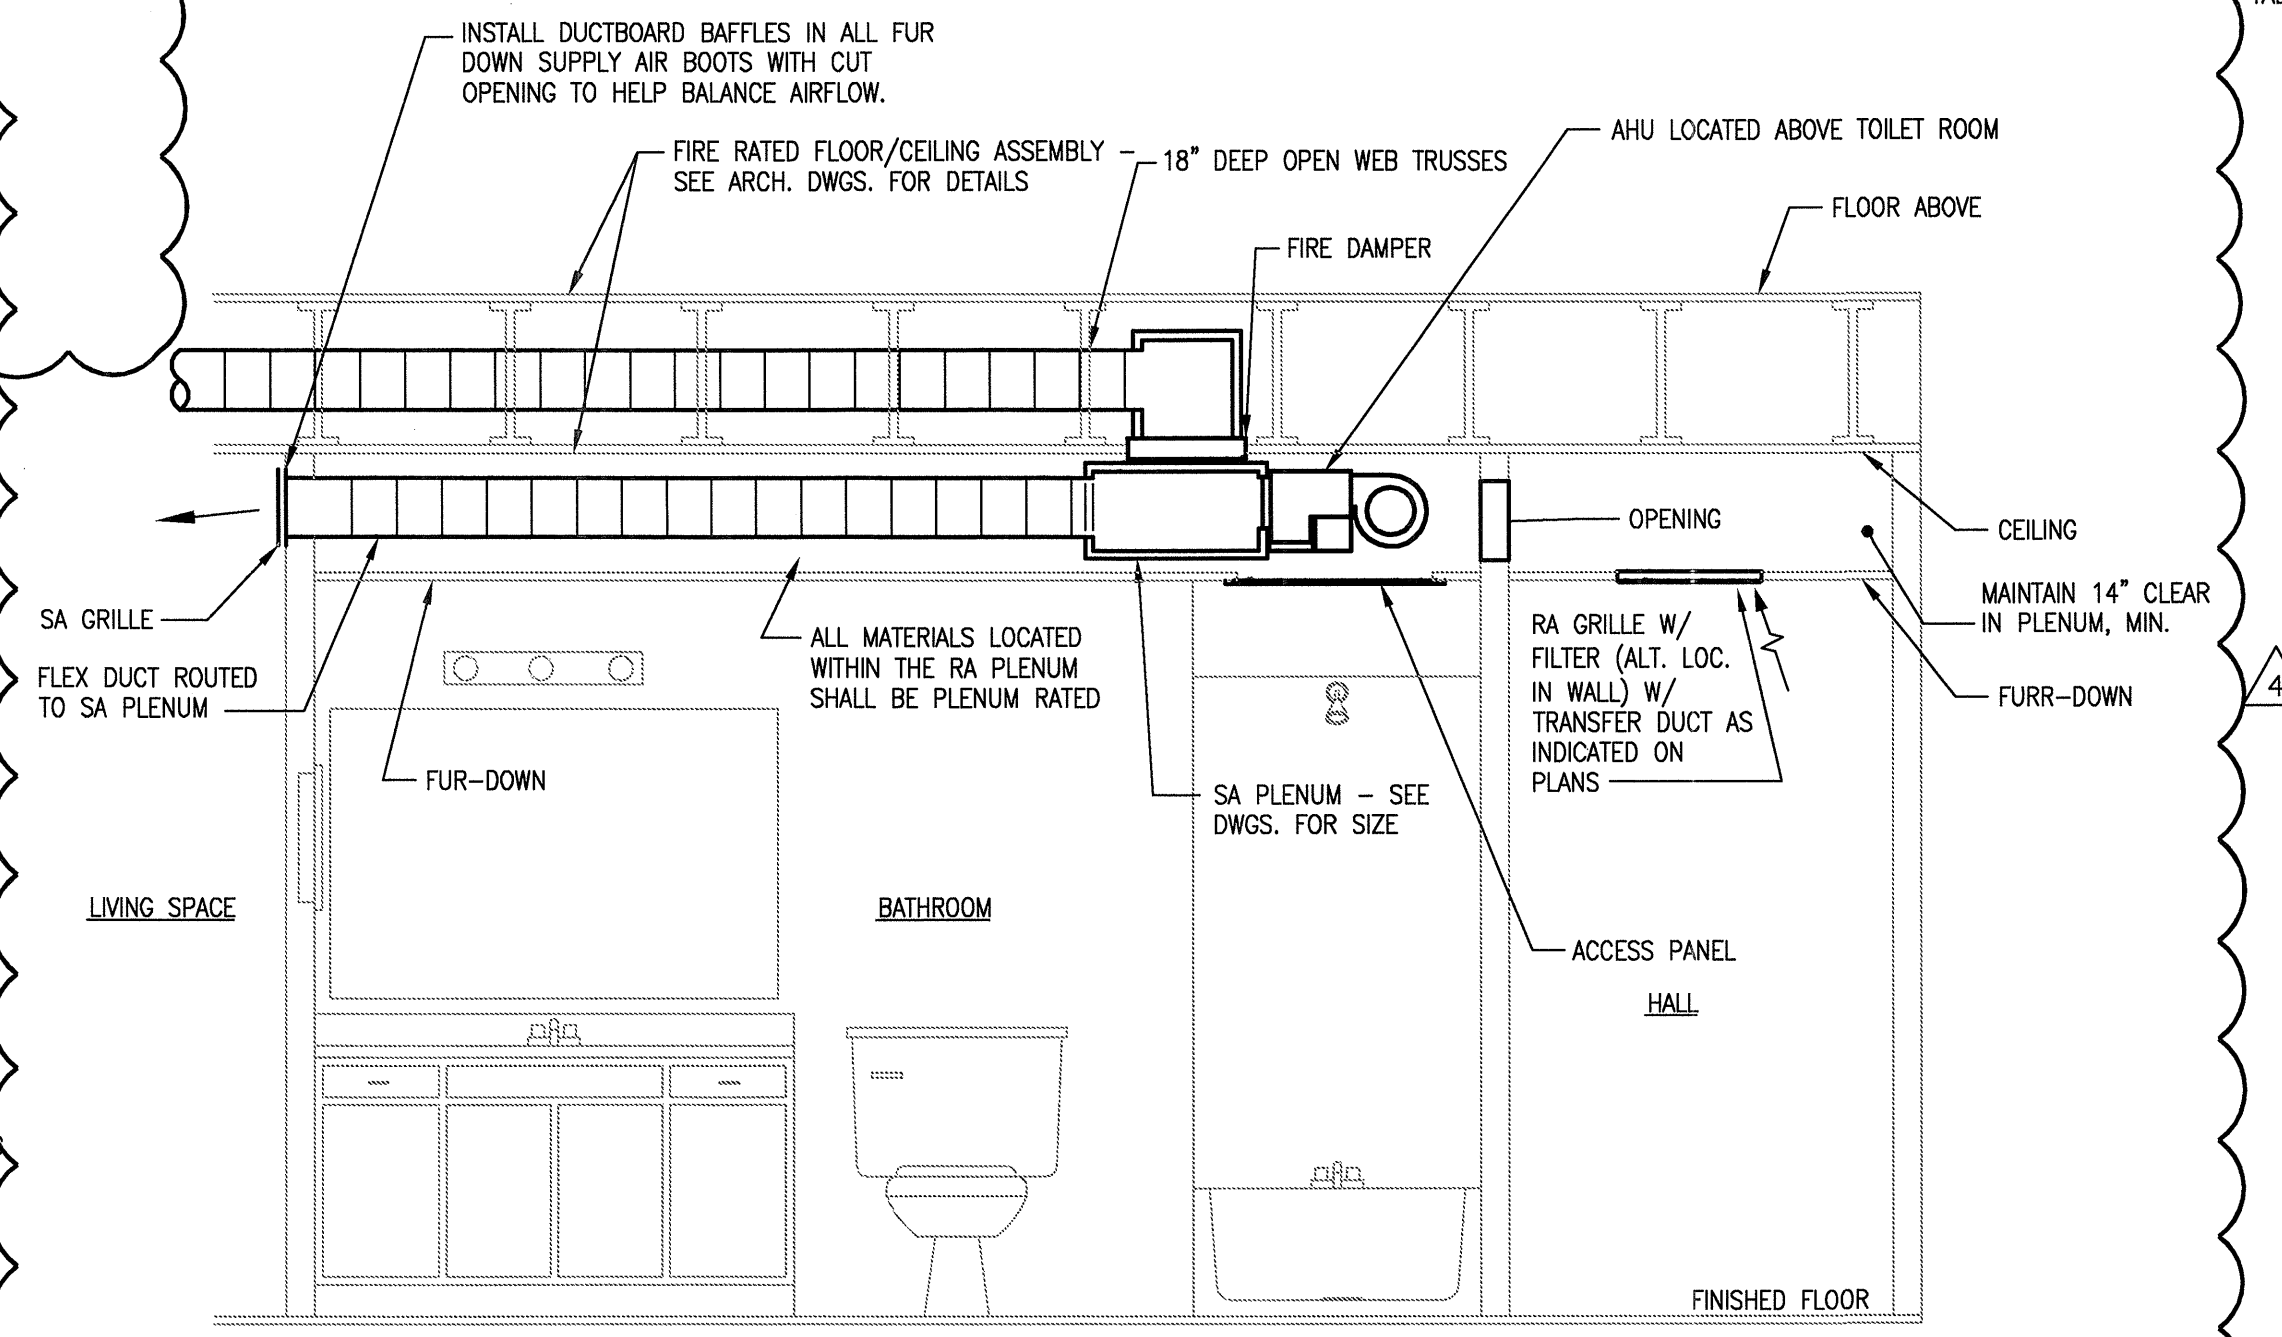 INSTALL DUCTBOARD BAFFLES IN ALL FUR
DOWN SUPPLY AIR BOOTS WITH CUT
OPENING TO HELP BALANCE AIRFLOW.
FIRE RATED FLOOR/CEILING ASSEMBLY -
SEE ARCH. DWGS. FOR DETAILS
18" DEEP OPEN WEB TRUSSES
AHU LOCATED ABOVE TOILET ROOM
FLOOR ABOVE
FIRE DAMPER
OPENING
CEILING
MAINTAIN 14" CLEAR
IN PLENUM, MIN.
SA GRILLE
FLEX DUCT ROUTED
TO SA PLENUM
ALL MATERIALS LOCATED
WITHIN THE RA PLENUM
SHALL BE PLENUM RATED
RA GRILLE W/
FILTER (ALT. LOC.
IN WALL) W/
TRANSFER DUCT AS
INDICATED ON
PLANS
FURR-DOWN
4
FUR-DOWN
SA PLENUM - SEE
DWGS. FOR SIZE
LIVING SPACE
BATHROOM
ACCESS PANEL
HALL
FINISHED FLOOR